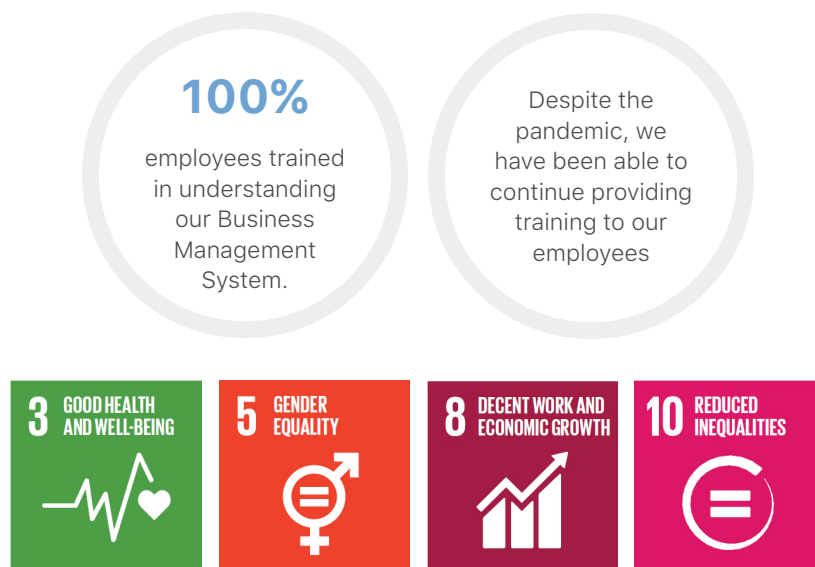 100%
employees trained
in understanding
our Business
Management
System.
Despite the
pandemic, we
have been able to
continue providing
training to our
employees
3 GOOD HEALTH
AND WELL-BEING
5 GENDER
EQUALITY
8 DECENT WORK AND
ECONOMIC GROWTH
10 REDUCED
INEQUALITIES